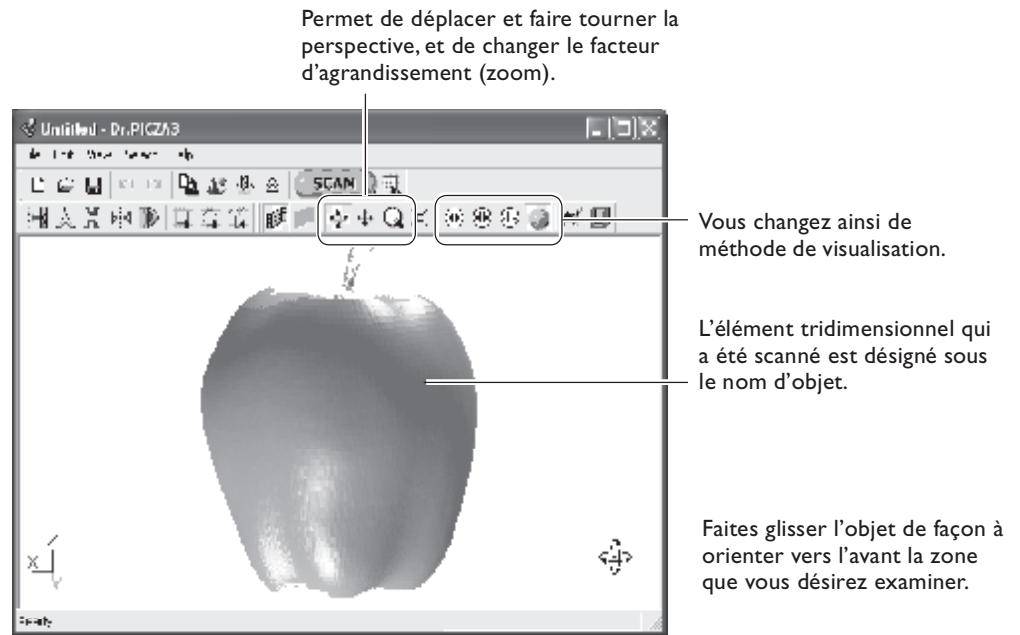 Permet de déplacer et faire tourner la
perspective, et de changer le facteur
d'agrandissement (zoom).
Untitled - Dr.PICZA3
SCAN
Vous changez ainsi de
méthode de visualisation.
L'élément tridimensionnel qui
a été scanné est désigné sous
le nom d'objet.
Faites glisser l'objet de façon à
orienter vers l'avant la zone
que vous désirez examiner.
X
Y
Ready